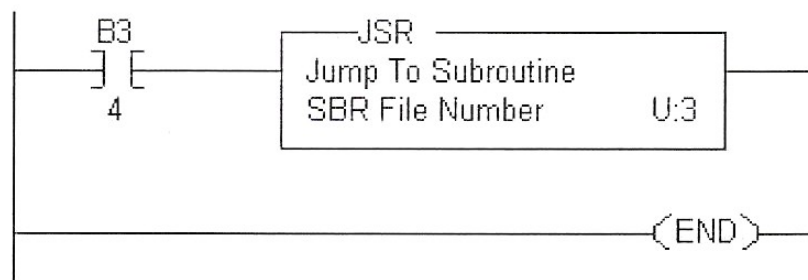 B3
4
JSR
Jump To Subroutine
SBR File Number U:3
END